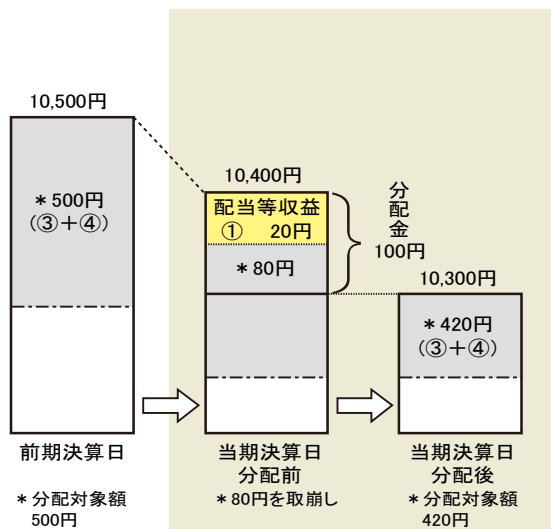 10,500円
＊500円
（③＋④）
前期決算日
＊分配対象額
500円
10,400円
配当等収益
① 20円
＊80円
分配金
100円
当期決算日
分配前
＊80円を取崩し
10,300円
＊420円
（③＋④）
当期決算日
分配後
＊分配対象額
420円